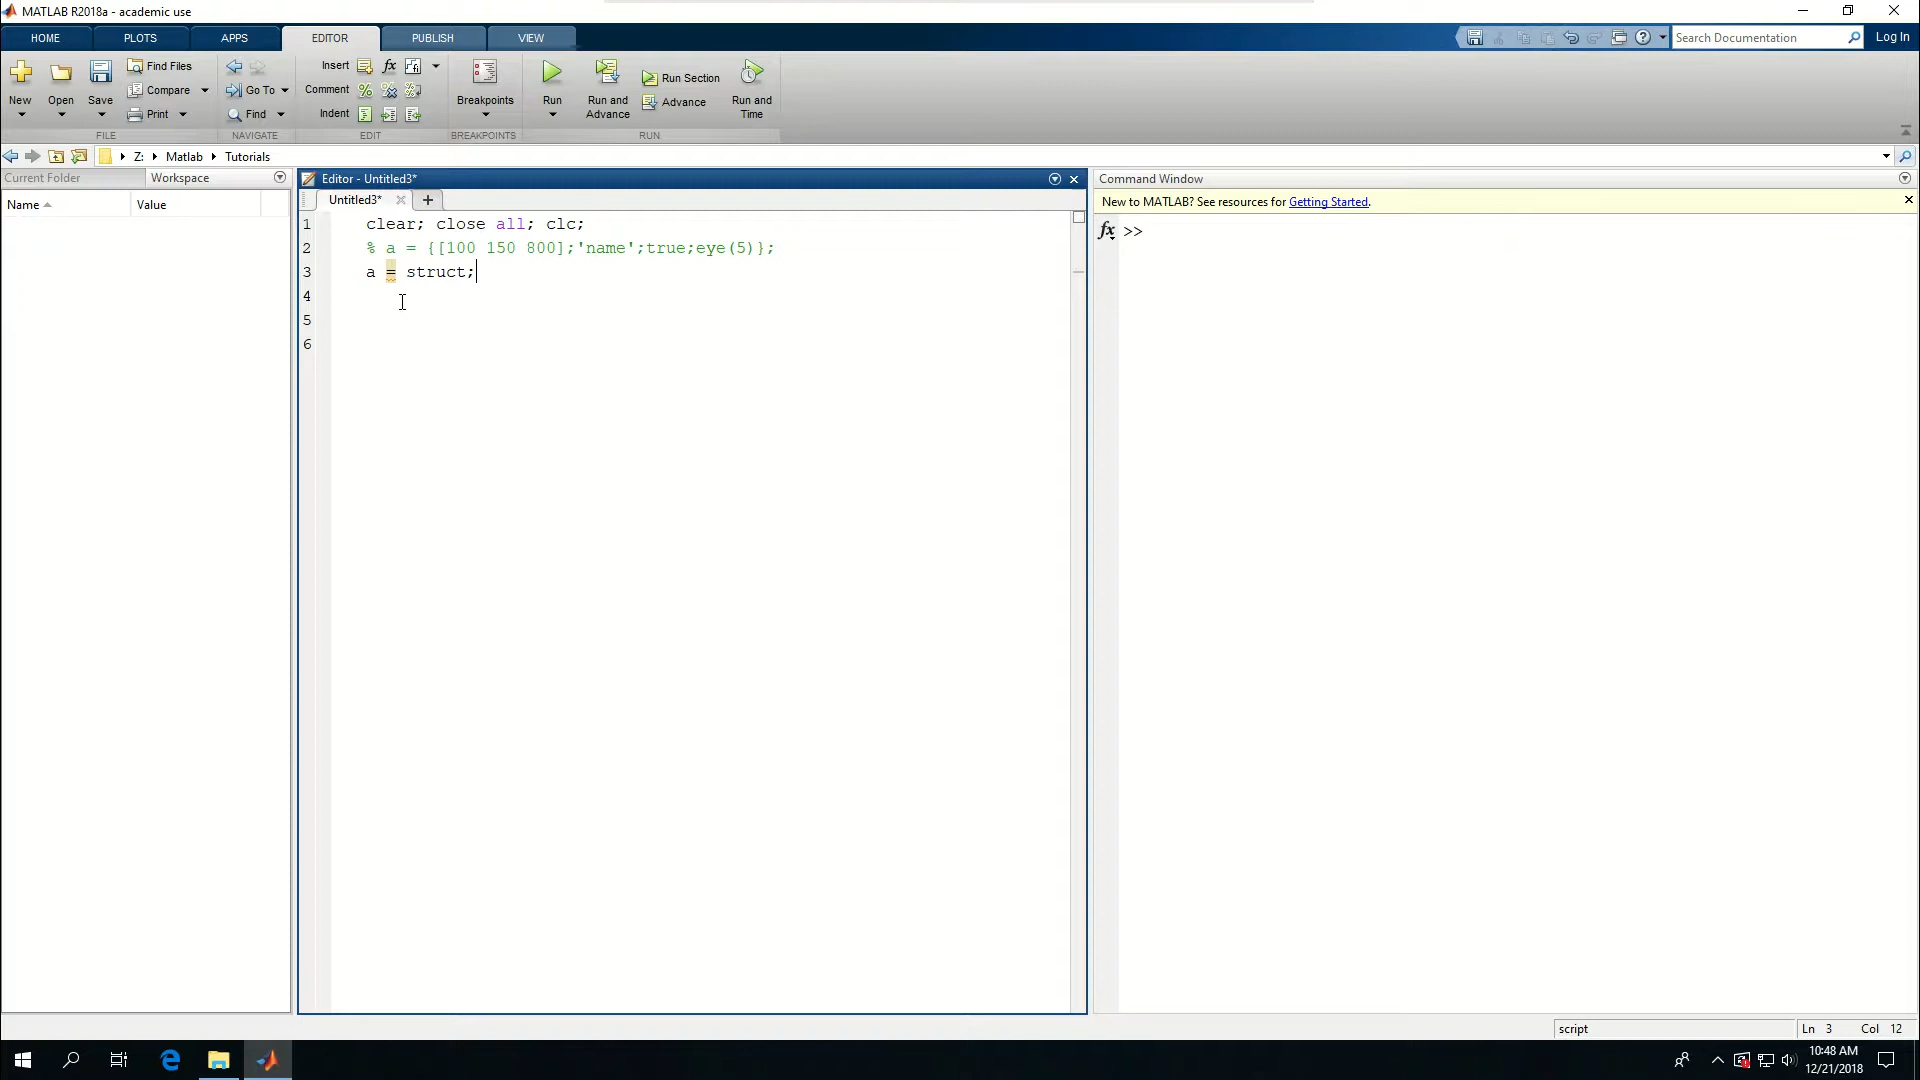 MATLAB R2018a - academic use
HOME PLOTS APPS EDITOR PUBLISH VIEW
Search Documentation Log In
New Open Save
Find Files
Compare
Print
Go To
Find
Insert fx
Comment
Indent
Breakpoints
Run
Run and Advance
Run Section
Advance
Run and Time
FILE NAVIGATE EDIT BREAKPOINTS RUN
Z: Matlab Tutorials
Current Folder Workspace
Name Value
Editor - Untitled3*
Untitled3*
1 clear; close all; clc;
2 % a = {[100 150 800];'name';true;eye(5)};
3 a = struct;
4
5
6
Command Window
New to MATLAB? See resources for Getting Started.
fx >>
script Ln 3 Col 12
10:48 AM
12/21/2018